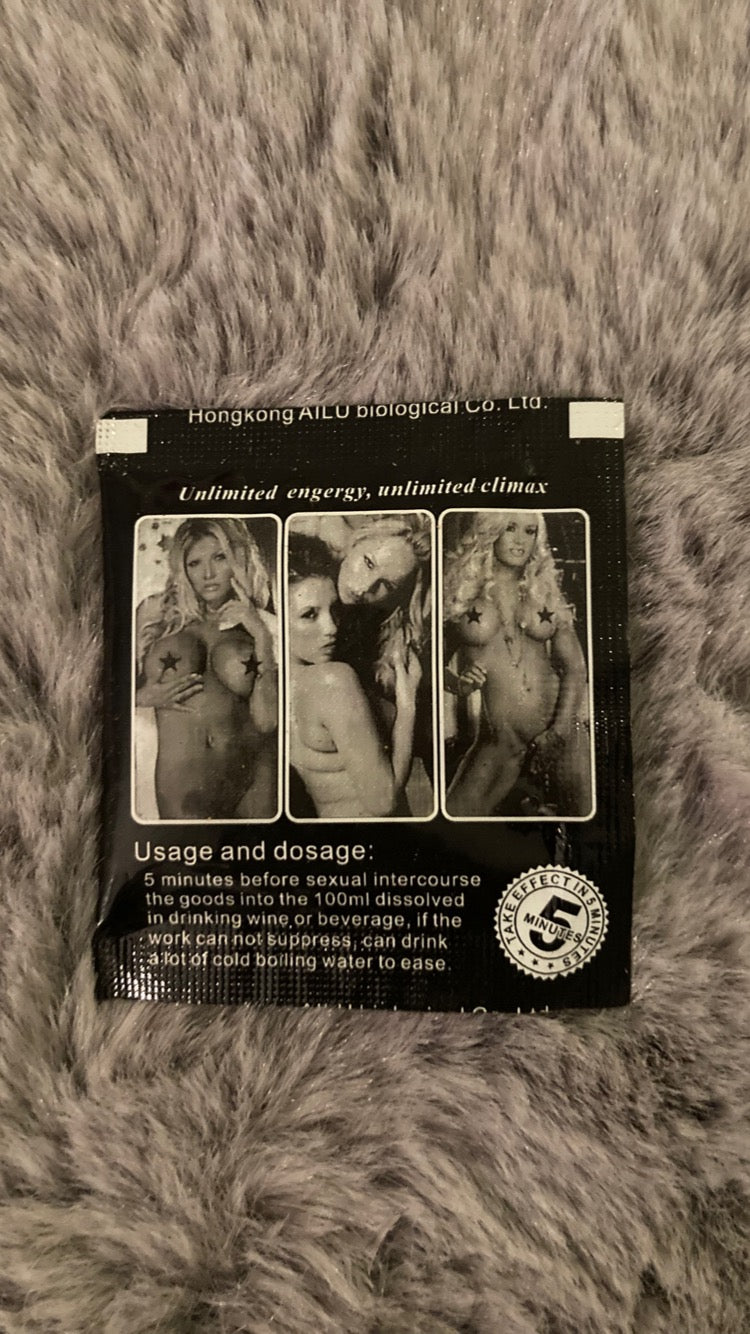 Hongkong AILU biological Co. Ltd.
Unlimited engergy, unlimited climax
Usage and dosage:
5 minutes before sexual intercourse
the goods into the 100ml dissolved
in drinking wine or beverage, if the
work can not suppress, can drink
a lot of cold boiling water to ease.
TAKE EFFECT IN 5 MINUTES
5
MINUTES